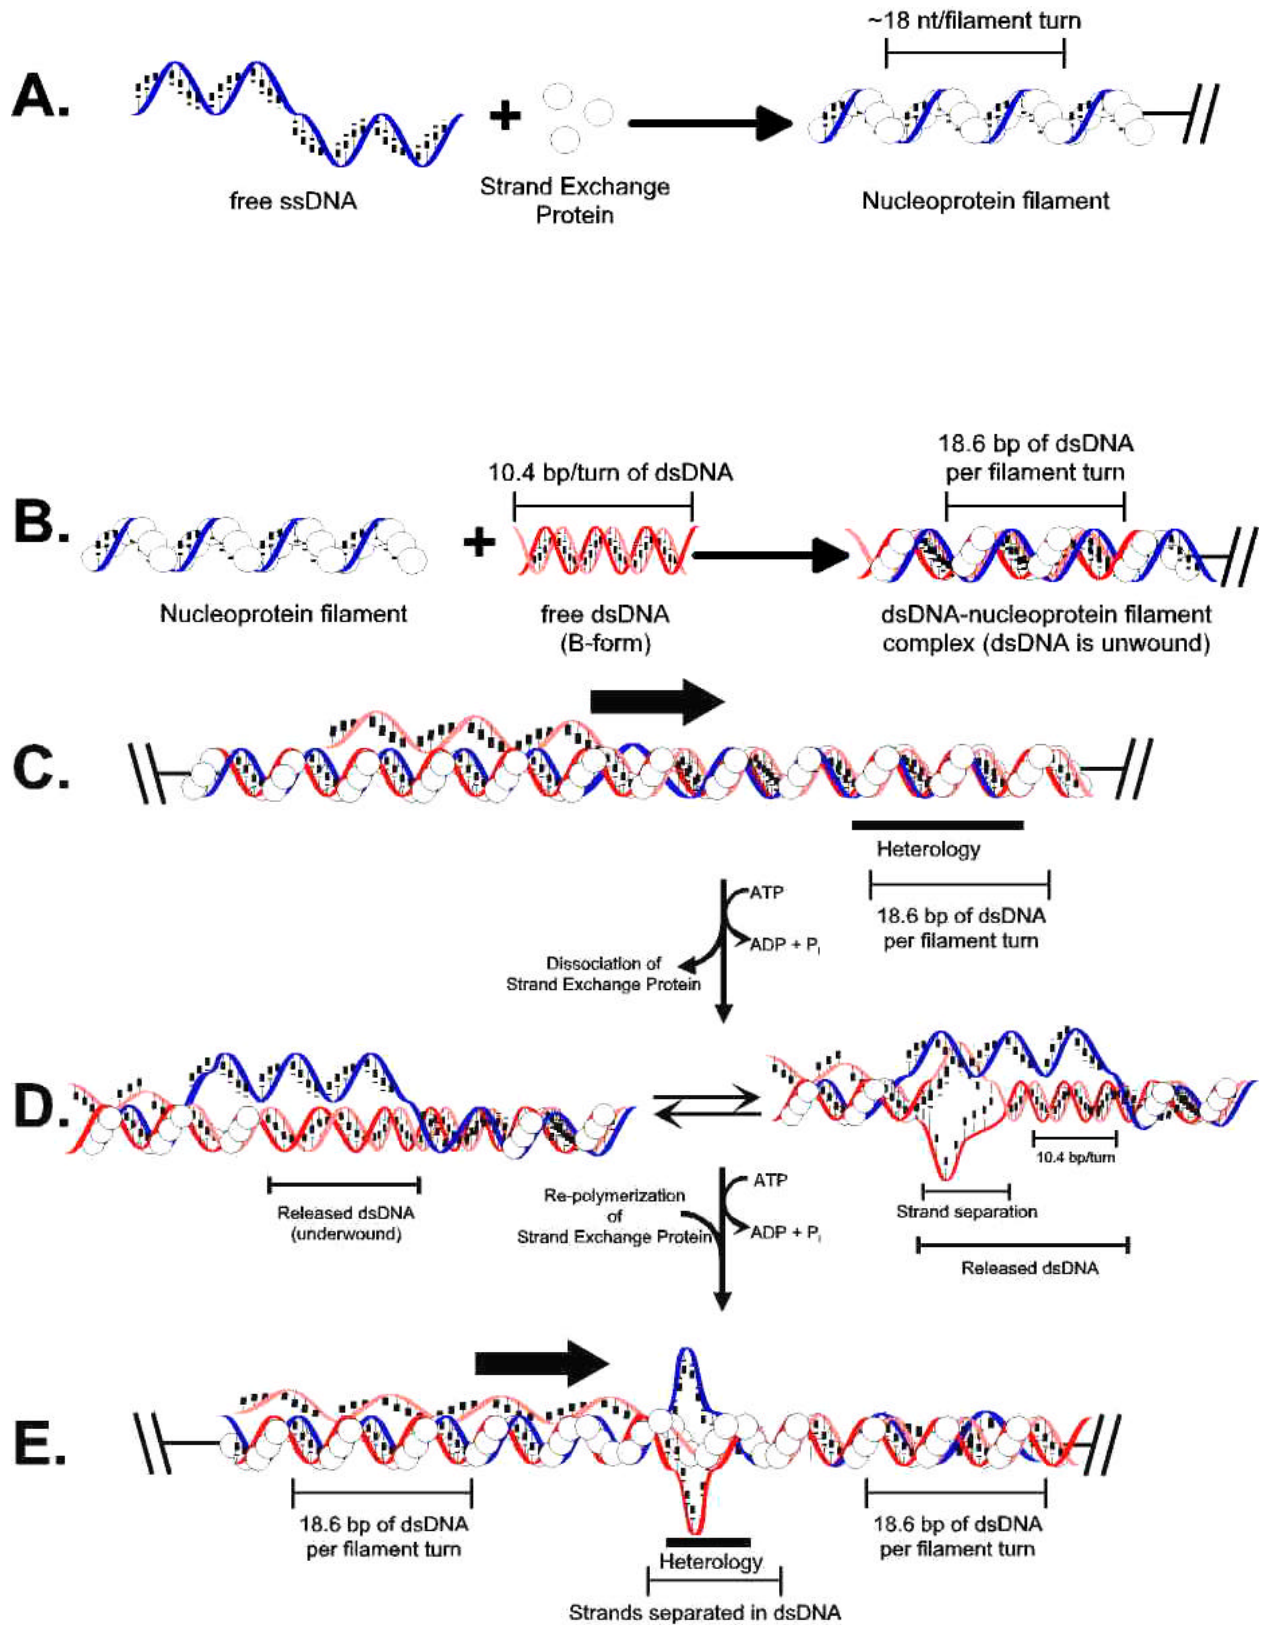 A.
~18 nt/filament turn
free ssDNA
+
Strand Exchange
Protein
Nucleoprotein filament
B.
Nucleoprotein filament
+
10.4 bp/turn of dsDNA
free dsDNA
(B-form)
18.6 bp of dsDNA
per filament turn
dsDNA-nucleoprotein filament
complex (dsDNA is unwound)
C.
Heterology
18.6 bp of dsDNA
per filament turn
ATP
ADP + Pi
Dissociation of
Strand Exchange Protein
D.
Released dsDNA
(underwound)
10.4 bp/turn
Strand separation
Released dsDNA
Re-polymerization
of
Strand Exchange Protein
ATP
ADP + Pi
E.
18.6 bp of dsDNA
per filament turn
Heterology
Strands separated in dsDNA
18.6 bp of dsDNA
per filament turn